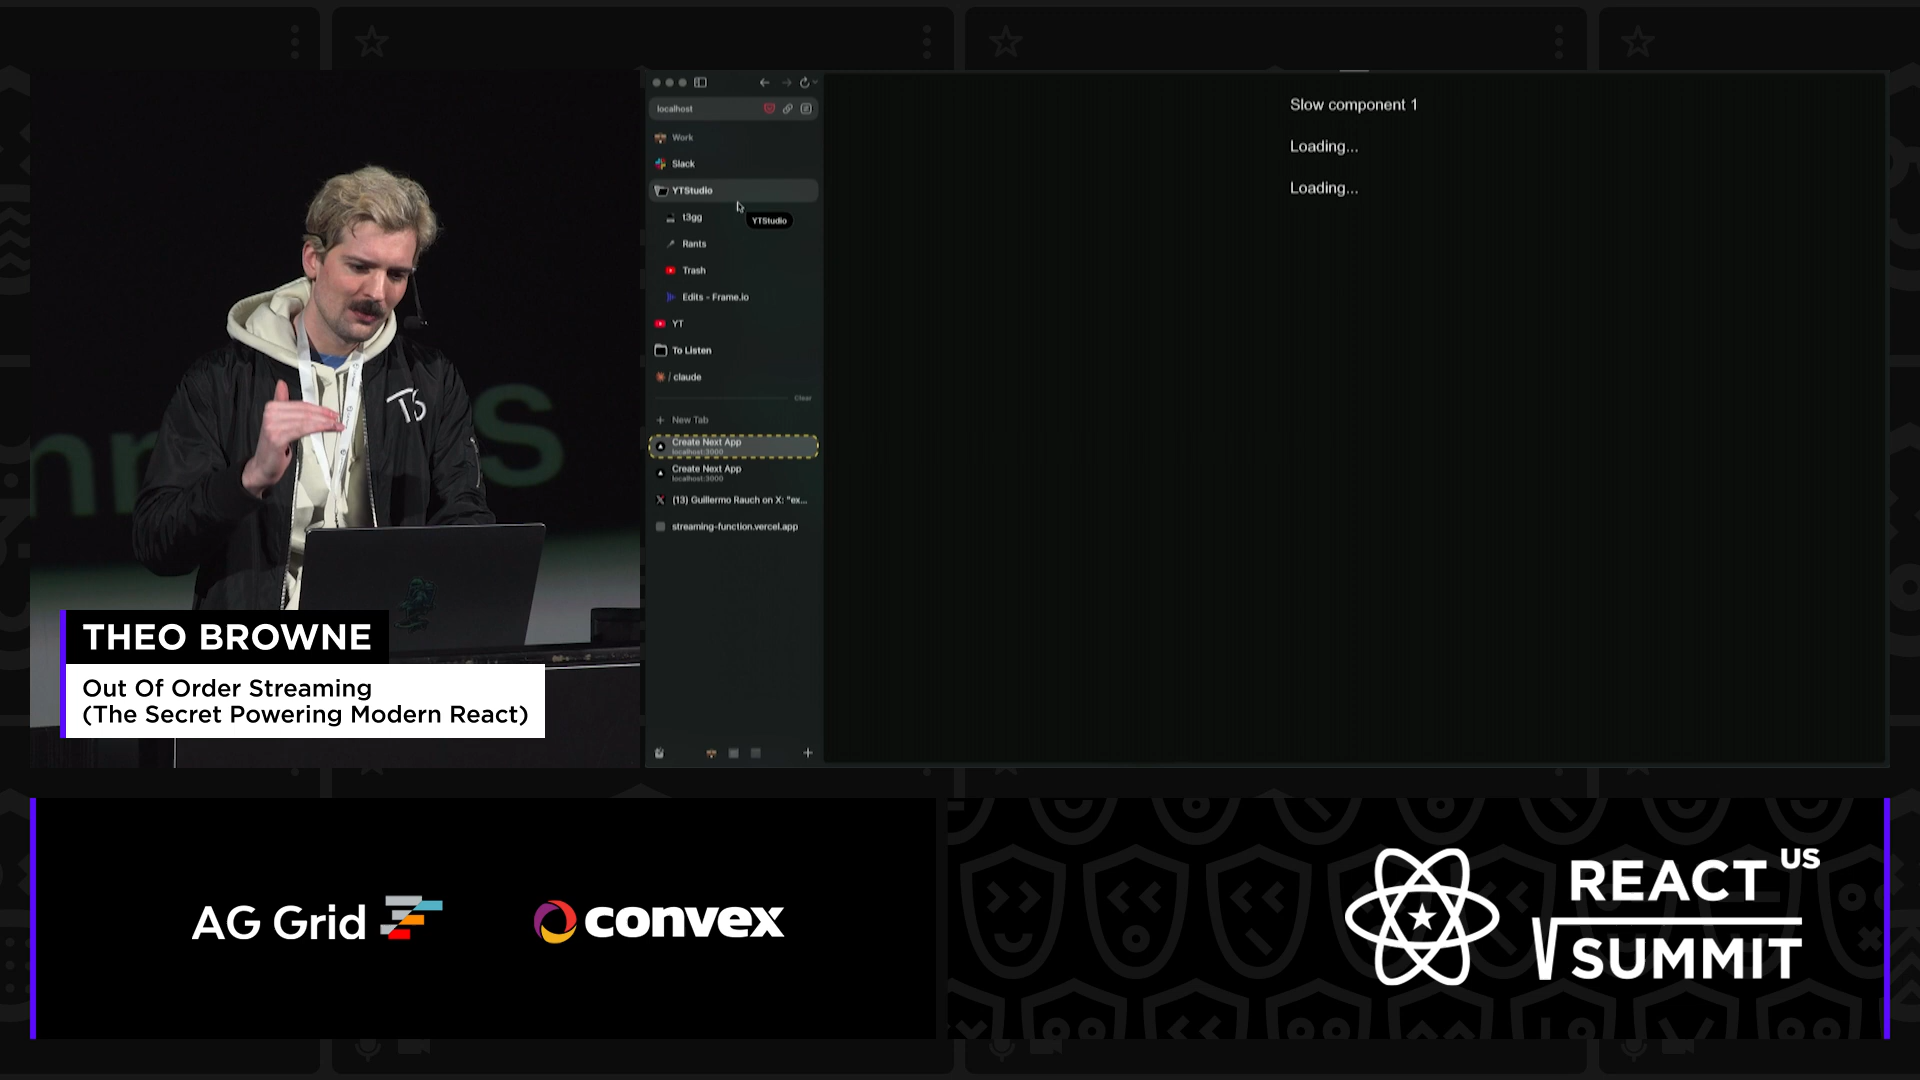 localhost
Work
Slack
YTStudio
t3gg
YTStudio
Rants
Trash
Edits - Frame.io
YT
To Listen
/ claude
Clear
New Tab
Create Next App
localhost:3000
Create Next App
localhost:3000
(13) Guillermo Rauch on X: "ex...
streaming-function.vercel.app
Slow component 1
Loading...
Loading...
T3
S
THEO BROWNE
Out Of Order Streaming
(The Secret Powering Modern React)
AG Grid
convex
REACT US
SUMMIT